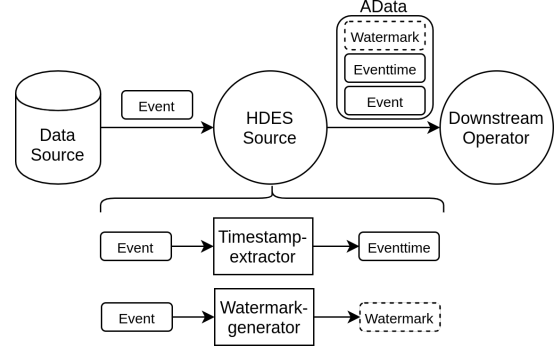 AData
Watermark
Eventtime
Event
Event
Data
Source
HDES
Source
Downstream
Operator
Event
Timestamp-
extractor
Eventtime
Event
Watermark-
generator
Watermark